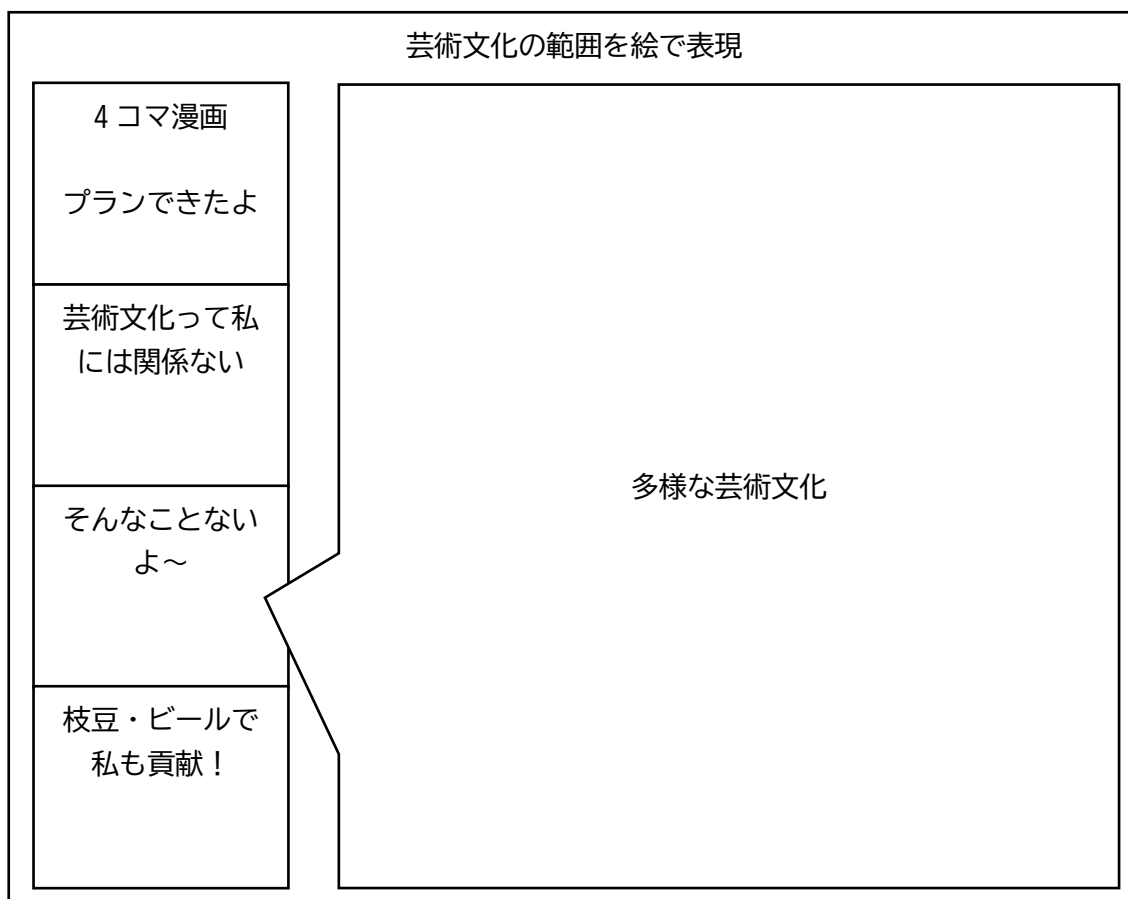 芸術文化の範囲を絵で表現
4コマ漫画
プランできたよ
芸術文化って私
には関係ない
そんなことない
よ~
枝豆・ビールで
私も貢献！
多様な芸術文化